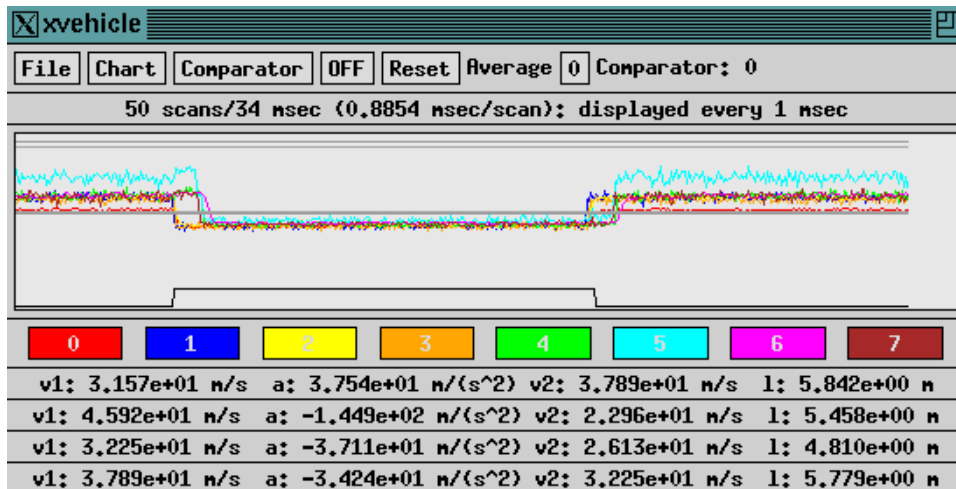 xvehicle
File Chart Comparator OFF Reset Average 0 Comparator: 0
50 scans/34 msec (0.8854 msec/scan): displayed every 1 msec
0 1 2 3 4 5 6 7
v1: 3.157e+01 m/s a: 3.754e+01 m/(s^2) v2: 3.789e+01 m/s l: 5.842e+00 m
v1: 4.592e+01 m/s a: -1.449e+02 m/(s^2) v2: 2.296e+01 m/s l: 5.458e+00 m
v1: 3.225e+01 m/s a: -3.711e+01 m/(s^2) v2: 2.613e+01 m/s l: 4.810e+00 m
v1: 3.789e+01 m/s a: -3.424e+01 m/(s^2) v2: 3.225e+01 m/s l: 5.779e+00 m